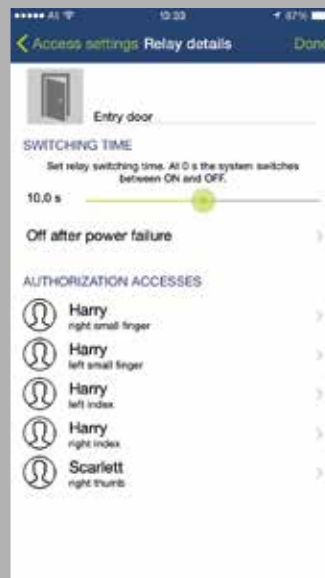 10:33
87%
Access settings Relay details Done
Entry door
SWITCHING TIME
Set relay switching time. At 0 s the system switches
between ON and OFF.
10.0 s
Off after power failure
AUTHORIZATION ACCESSES
Harry
right small finger
Harry
left small finger
Harry
left index
Harry
right index
Scarlett
right thumb